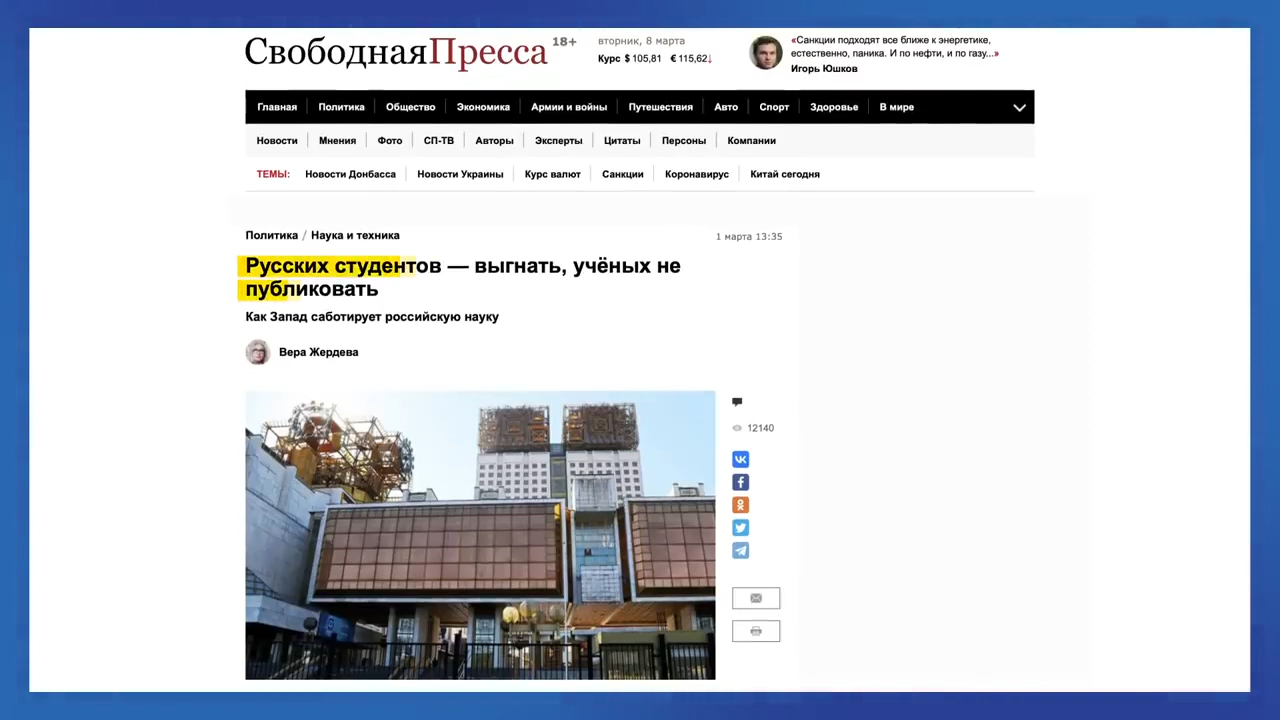 СвободнаяПресса 18+
вторник, 8 марта
Курс $ 105,81 € 115,62↓
«Санкции подходят все ближе к энергетике,
естественно, паника. И по нефти, и по газу...»
Игорь Юшков
Главная Политика Общество Экономика Армии и войны Путешествия Авто Спорт Здоровье В мире
Новости Мнения Фото СП-ТВ Авторы Эксперты Цитаты Персоны Компании
ТЕМЫ: Новости Донбасса Новости Украины Курс валют Санкции Коронавирус Китай сегодня
Политика / Наука и техника
1 марта 13:35
Русских студентов — выгнать, учёных не
публиковать
Как Запад саботирует российскую науку
Вера Жердева
12140